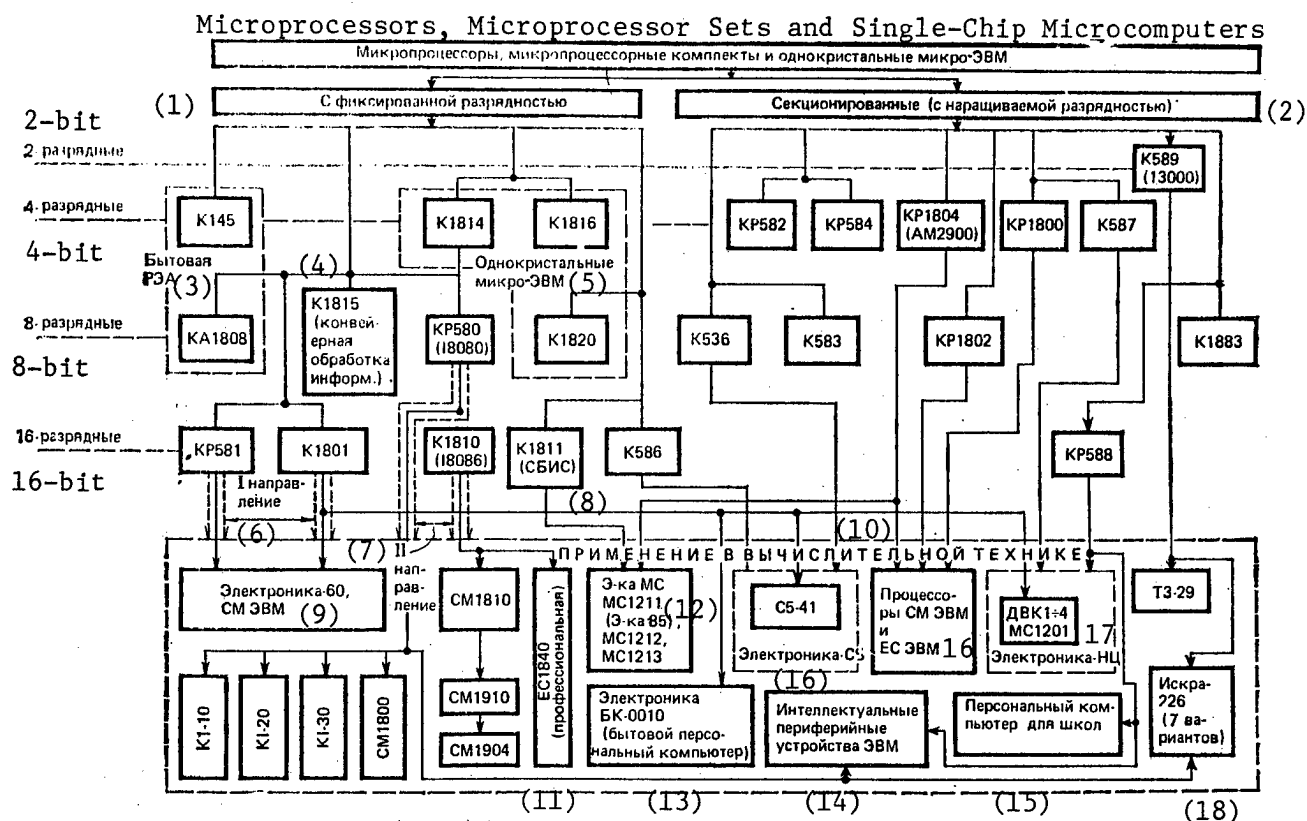 Microprocessors, Microprocessor Sets and Single-Chip Microcomputers
Микропроцессоры, микропроцессорные комплекты и однокристальные микро-ЭВМ
(1)
С фиксированной разрядностью
Секционированные (с наращиваемой разрядностью)
(2)
2-bit
2-разрядные
К589
(I3000)
4-разрядные
4-bit
К145
К1814
К1816
КР582
КР584
КР1804
(АМ2900)
КР1800
К587
Бытовая
РЭА (3)
(4)
Однокристальные
микро-ЭВМ (5)
8-разрядные
8-bit
КА1808
К1815
(конвей-
ерная
обработка
информ.)
КР580
(I8080)
К1820
К536
К583
КР1802
К1883
16-разрядные
16-bit
КР581
К1801
К1810
(I8086)
К1811
(СБИС)
К586
КР588
I направ-
ление
(6)
(7)
(8)
(10)
II
направ-
ление
ПРИМЕНЕНИЕ В ВЫЧИСЛИТЕЛЬНОЙ ТЕХНИКЕ
Электроника-60,
СМ ЭВМ (9)
СМ1810
ЕС1840
(профессиональная)
Э-ка МС
МС1211 (12)
(Э-ка 85),
МС1212,
МС1213
С5-41
Электроника-С5
(16)
Процессо-
ры СМ ЭВМ
и
ЕС ЭВМ 16
ДВК1÷4
МС1201
17
Электроника-НЦ
ТЗ-29
К1-10
К1-20
К1-30
СМ1800
СМ1910
СМ1904
Электроника
БК-0010
(бытовой персо-
нальный компьютер)
Интеллектуальные
периферийные
устройства ЭВМ
Персональный ком-
пьютер для школ
Искра-
226
(7 ва-
риантов)
(11)
(13)
(14)
(15)
(18)